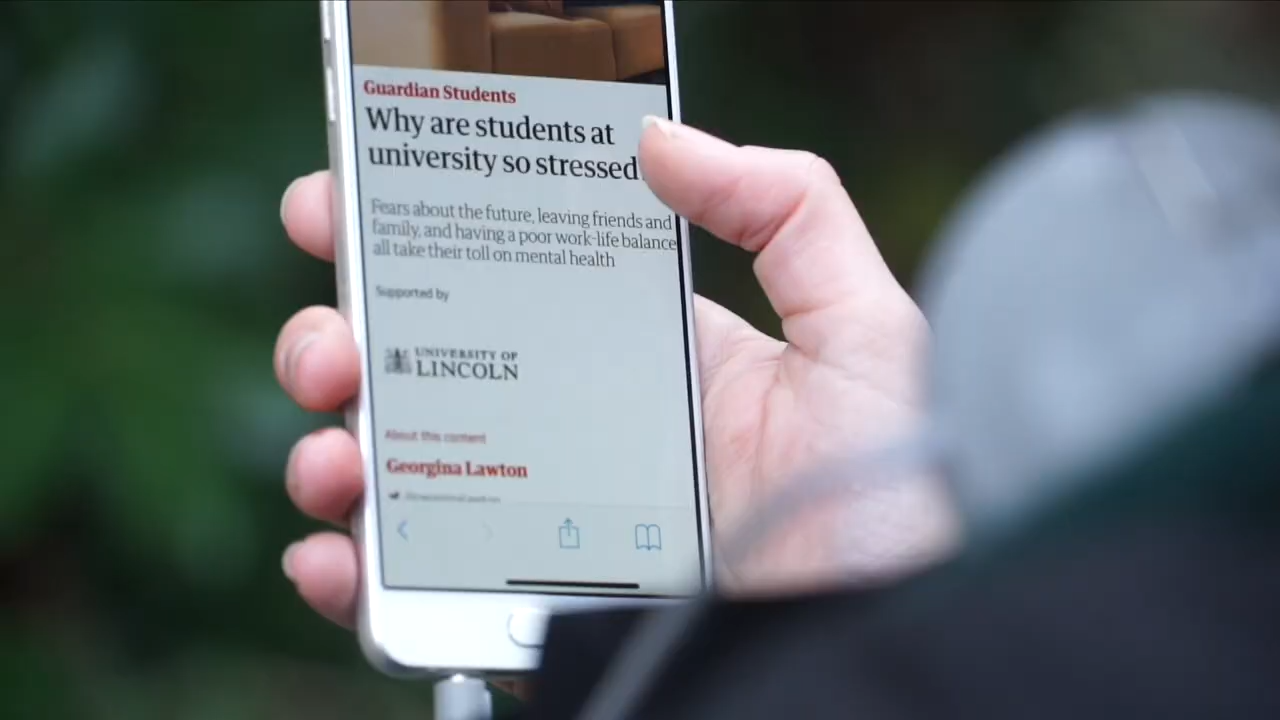 Guardian Students
Why are students at
university so stressed
Fears about the future, leaving friends and
family, and having a poor work-life balance
all take their toll on mental health
Supported by
UNIVERSITY OF
LINCOLN
About this content
Georgina Lawton